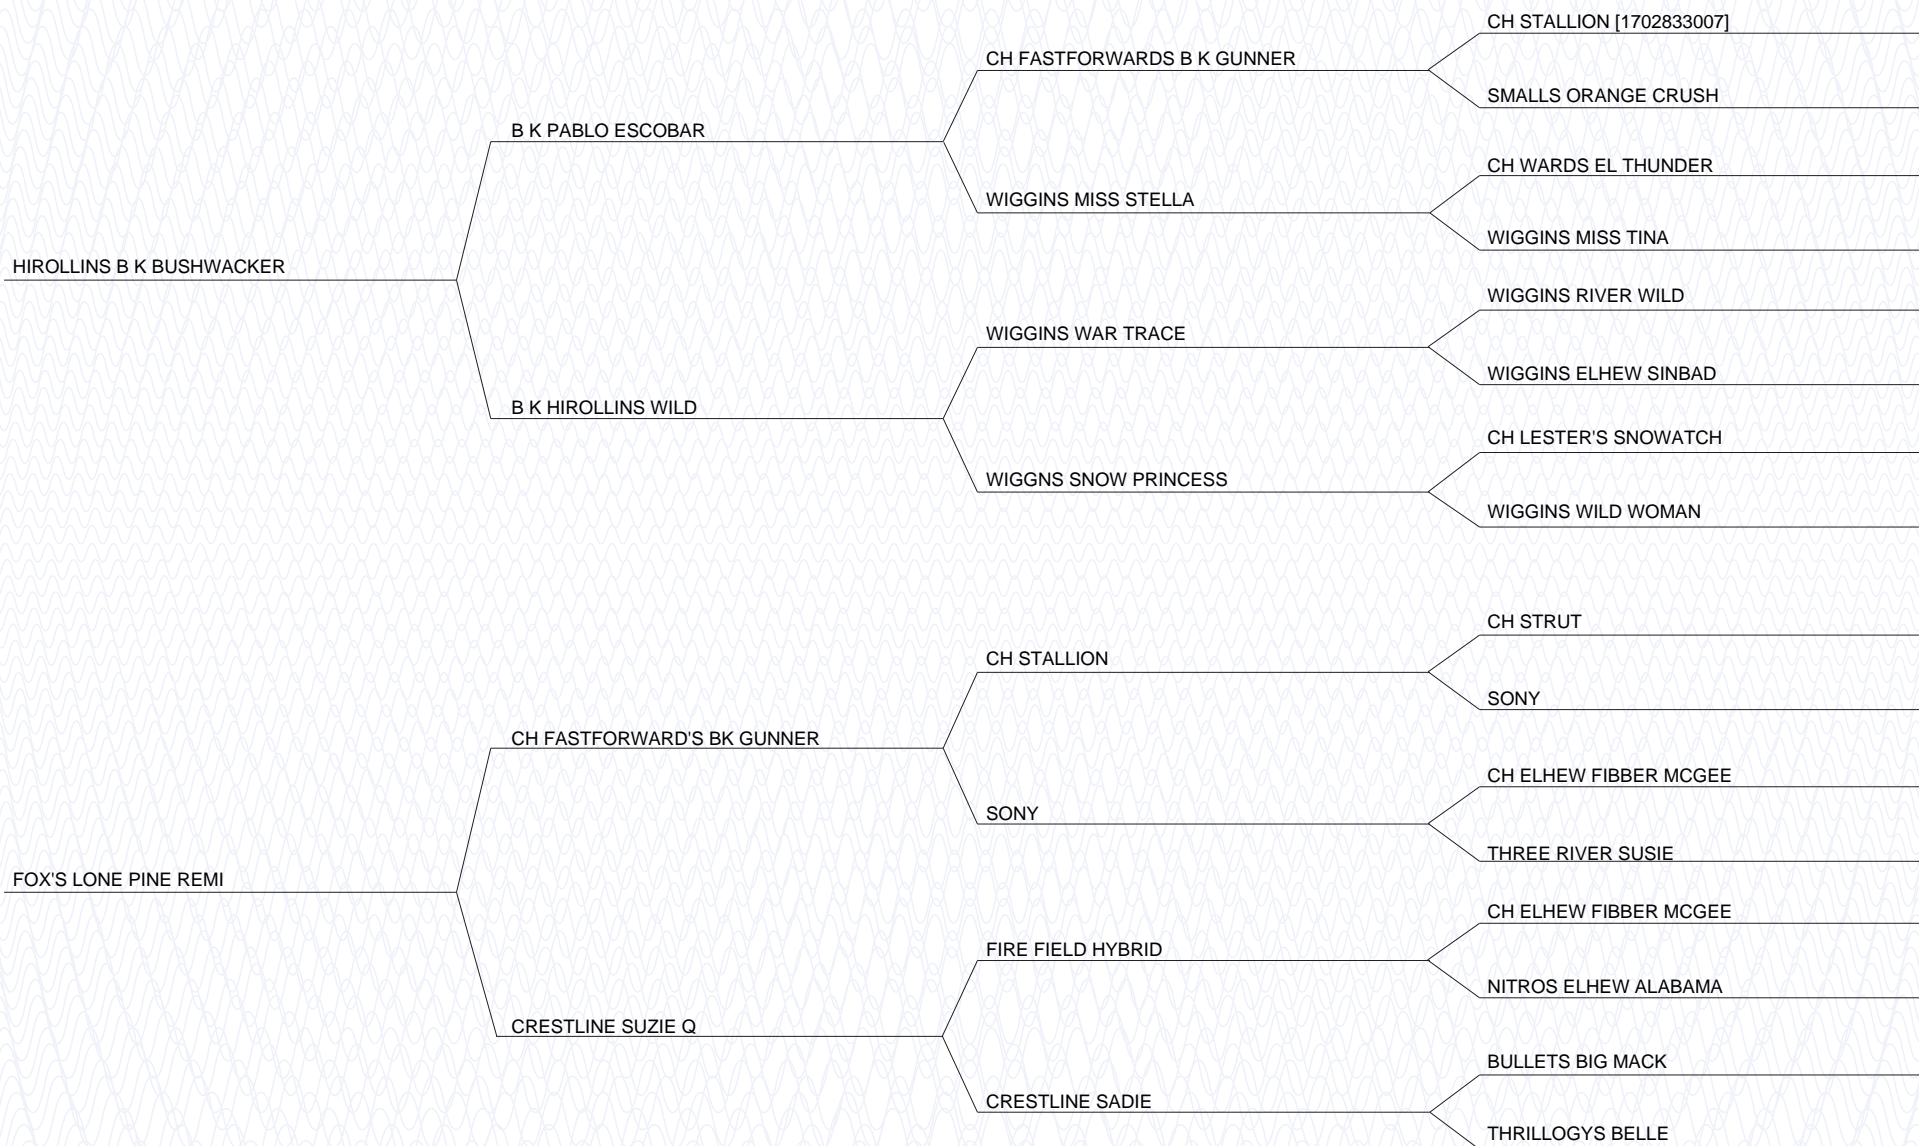 CH STALLION [1702833007]
CH FASTFORWARDS B K GUNNER
SMALLS ORANGE CRUSH
B K PABLO ESCOBAR
CH WARDS EL THUNDER
WIGGINS MISS STELLA
WIGGINS MISS TINA
HIROLLINS B K BUSHWACKER
WIGGINS RIVER WILD
WIGGINS WAR TRACE
WIGGINS ELHEW SINBAD
B K HIROLLINS WILD
CH LESTER'S SNOWATCH
WIGGNS SNOW PRINCESS
WIGGINS WILD WOMAN
CH STRUT
CH STALLION
SONY
CH FASTFORWARD'S BK GUNNER
CH ELHEW FIBBER MCGEE
SONY
THREE RIVER SUSIE
FOX'S LONE PINE REMI
CH ELHEW FIBBER MCGEE
FIRE FIELD HYBRID
NITROS ELHEW ALABAMA
CRESTLINE SUZIE Q
BULLETS BIG MACK
CRESTLINE SADIE
THRILLOGYS BELLE